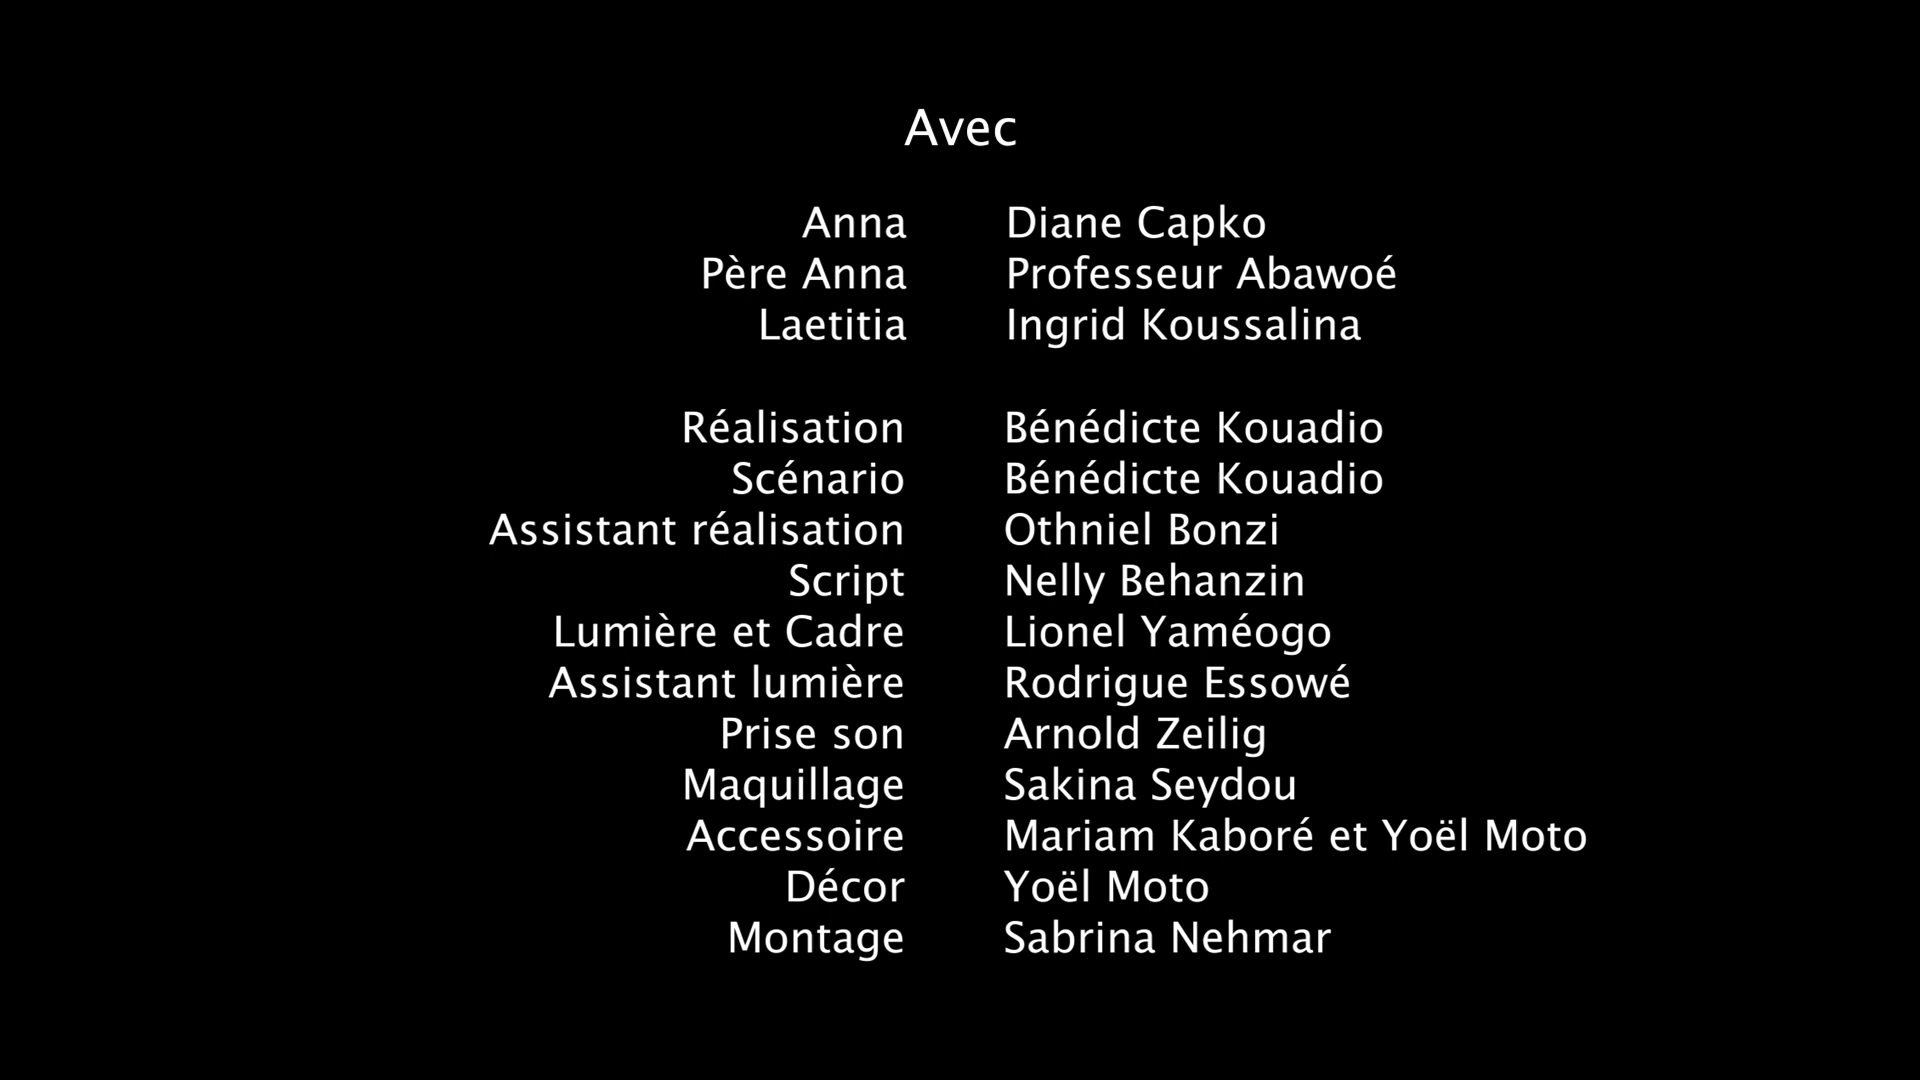 Avec
Anna Diane Capko
Père Anna Professeur Abawoé
Laetitia Ingrid Koussalina
Réalisation Bénédicte Kouadio
Scénario Bénédicte Kouadio
Assistant réalisation Othniel Bonzi
Script Nelly Behanzin
Lumière et Cadre Lionel Yaméogo
Assistant lumière Rodrigue Essowé
Prise son Arnold Zeilig
Maquillage Sakina Seydou
Accessoire Mariam Kaboré et Yoël Moto
Décor Yoël Moto
Montage Sabrina Nehmar